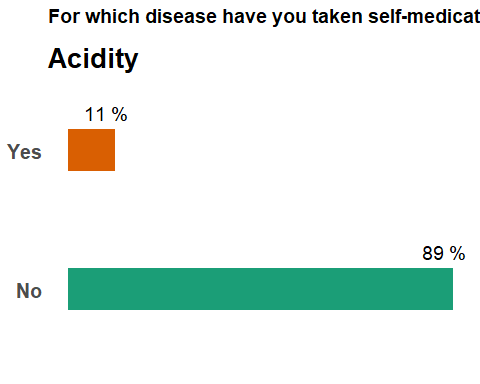 For which disease have you taken self-medicat
Acidity
11 %
Yes
89 %
No